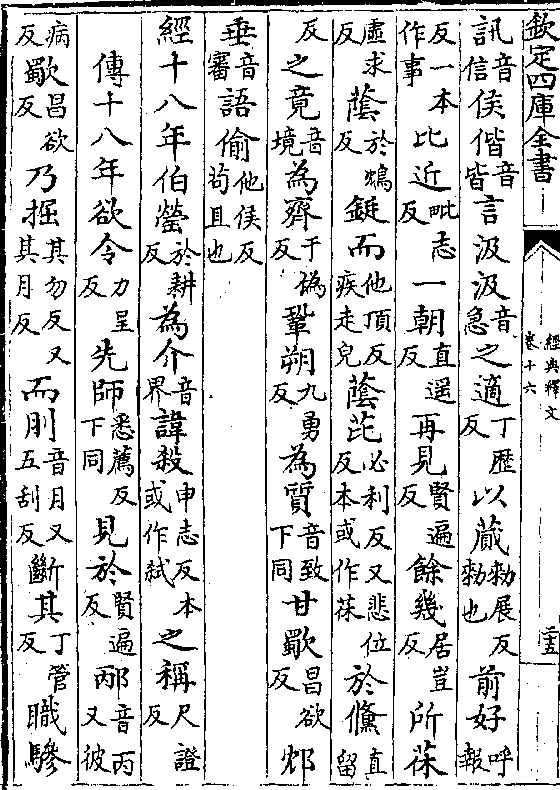 欽定四庫全書
經典釋文
卷十六
二十五
訊音信侯偕音皆言汲汲音急之適丁歷反以蕆勑展反勑也前好呼報
反一本作事比近毗志反一朝直遥反再見賢遍反餘幾居豈反所茠
虛求反䕃於鴆反鋌而他頂反疾走皃䕃芘必利反又悲位反本或作茠於儵直留
反之竟音境為齊于偽反鞏朔九勇反為質音致下同甘歜昌欲反邥
垂音審語偷他侯反苟且也
經十八年伯䓨於耕反為介音界諱殺申志反本或作弑之稱尺證反
傳十八年欲令力呈反先師悉薦反下同見於賢遍反邴音丙又彼
病反歜昌欲反乃掘其勿反又其月反而刖音月又五刮反斷其丁管反職驂